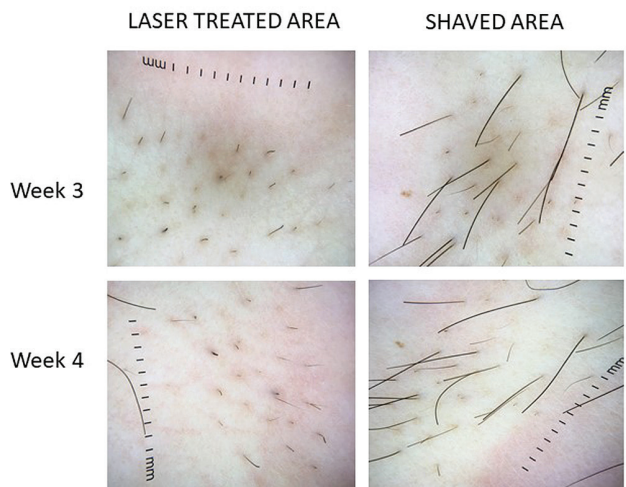 LASER TREATED AREA
SHAVED AREA
Week 3
mm
mm
Week 4
mm
mm